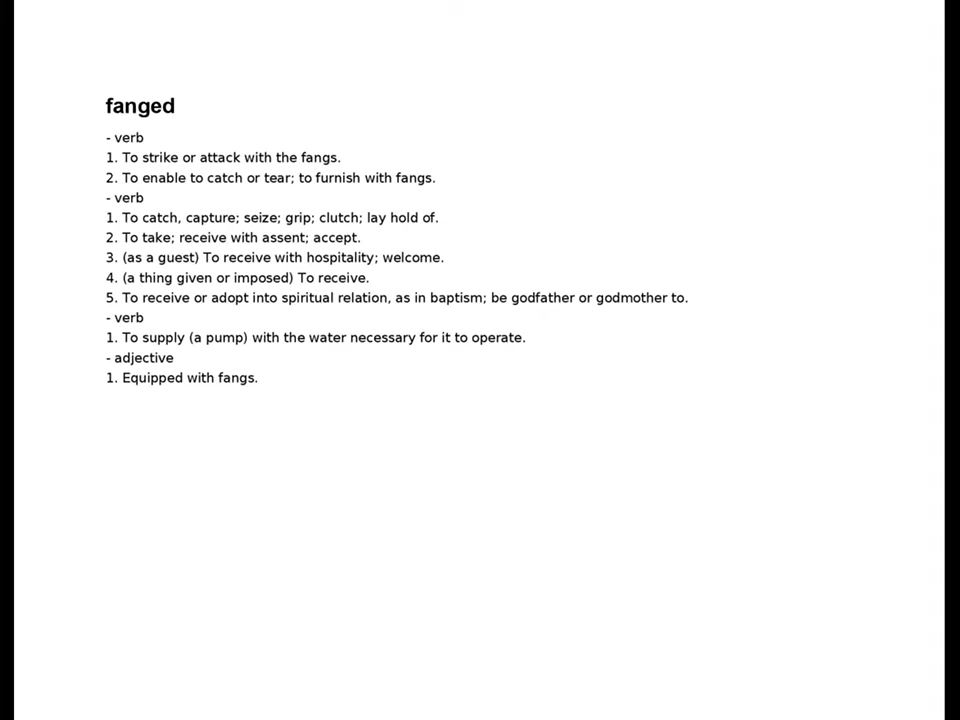 fanged
- verb
1. To strike or attack with the fangs.
2. To enable to catch or tear; to furnish with fangs.
- verb
1. To catch, capture; seize; grip; clutch; lay hold of.
2. To take; receive with assent; accept.
3. (as a guest) To receive with hospitality; welcome.
4. (a thing given or imposed) To receive.
5. To receive or adopt into spiritual relation, as in baptism; be godfather or godmother to.
- verb
1. To supply (a pump) with the water necessary for it to operate.
- adjective
1. Equipped with fangs.